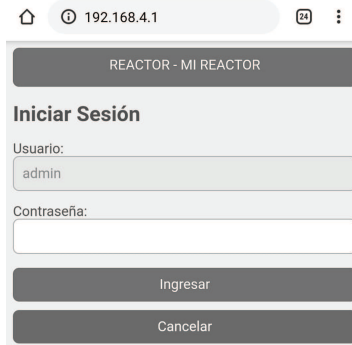 192.168.4.1
24
REACTOR - MI REACTOR
Iniciar Sesión
Usuario:
admin
Contraseña:
Ingresar
Cancelar